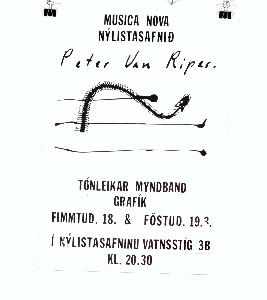 MUSICA NOVA
NÝLISTASAFNIÐ
Peter Van Riper.
TÓNLEIKAR MYNDBAND
GRAFÍK
FIMMTUD. 18. & FÖSTUD. 19.3.
Í NÝLISTASAFNINU VATNSSTÍG 3B
KL. 20.30